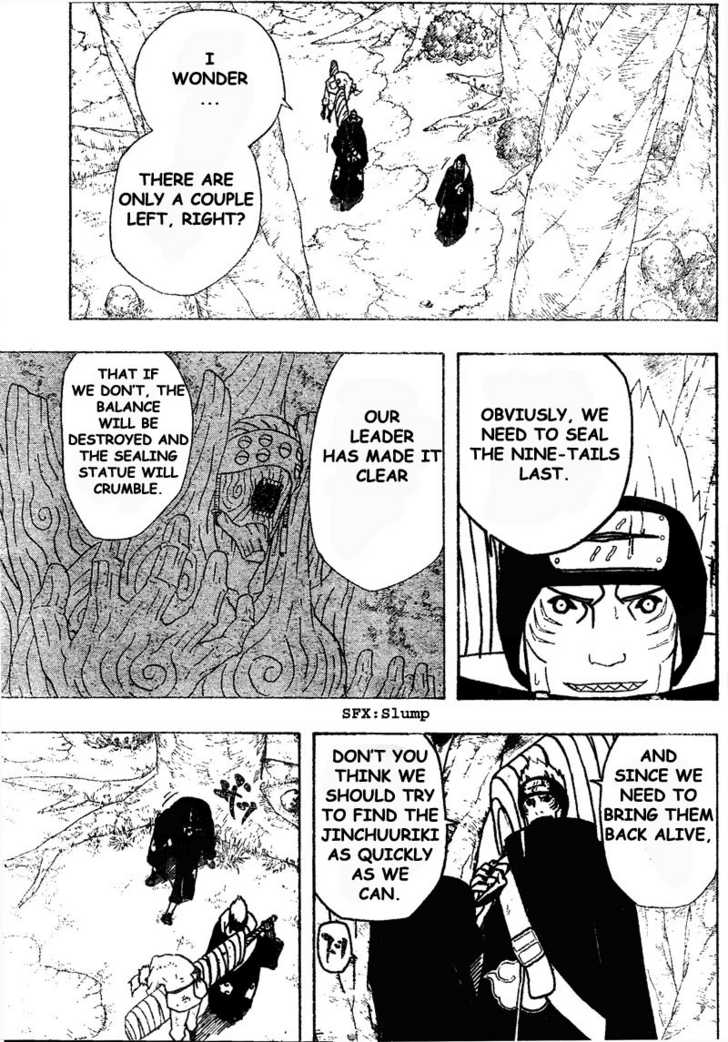 I
WONDER
...
THERE ARE
ONLY A COUPLE
LEFT, RIGHT?
OBVIUSLY, WE
NEED TO SEAL
THE NINE-TAILS
LAST.
OUR
LEADER
HAS MADE IT
CLEAR
THAT IF
WE DON'T, THE
BALANCE
WILL BE
DESTROYED AND
THE SEALING
STATUE WILL
CRUMBLE.
SFX:Slump
AND
SINCE WE
NEED TO
BRING THEM
BACK ALIVE,
DON'T YOU
THINK WE
SHOULD TRY
TO FIND THE
JINCHUURIKI
AS QUICKLY
AS WE
CAN.